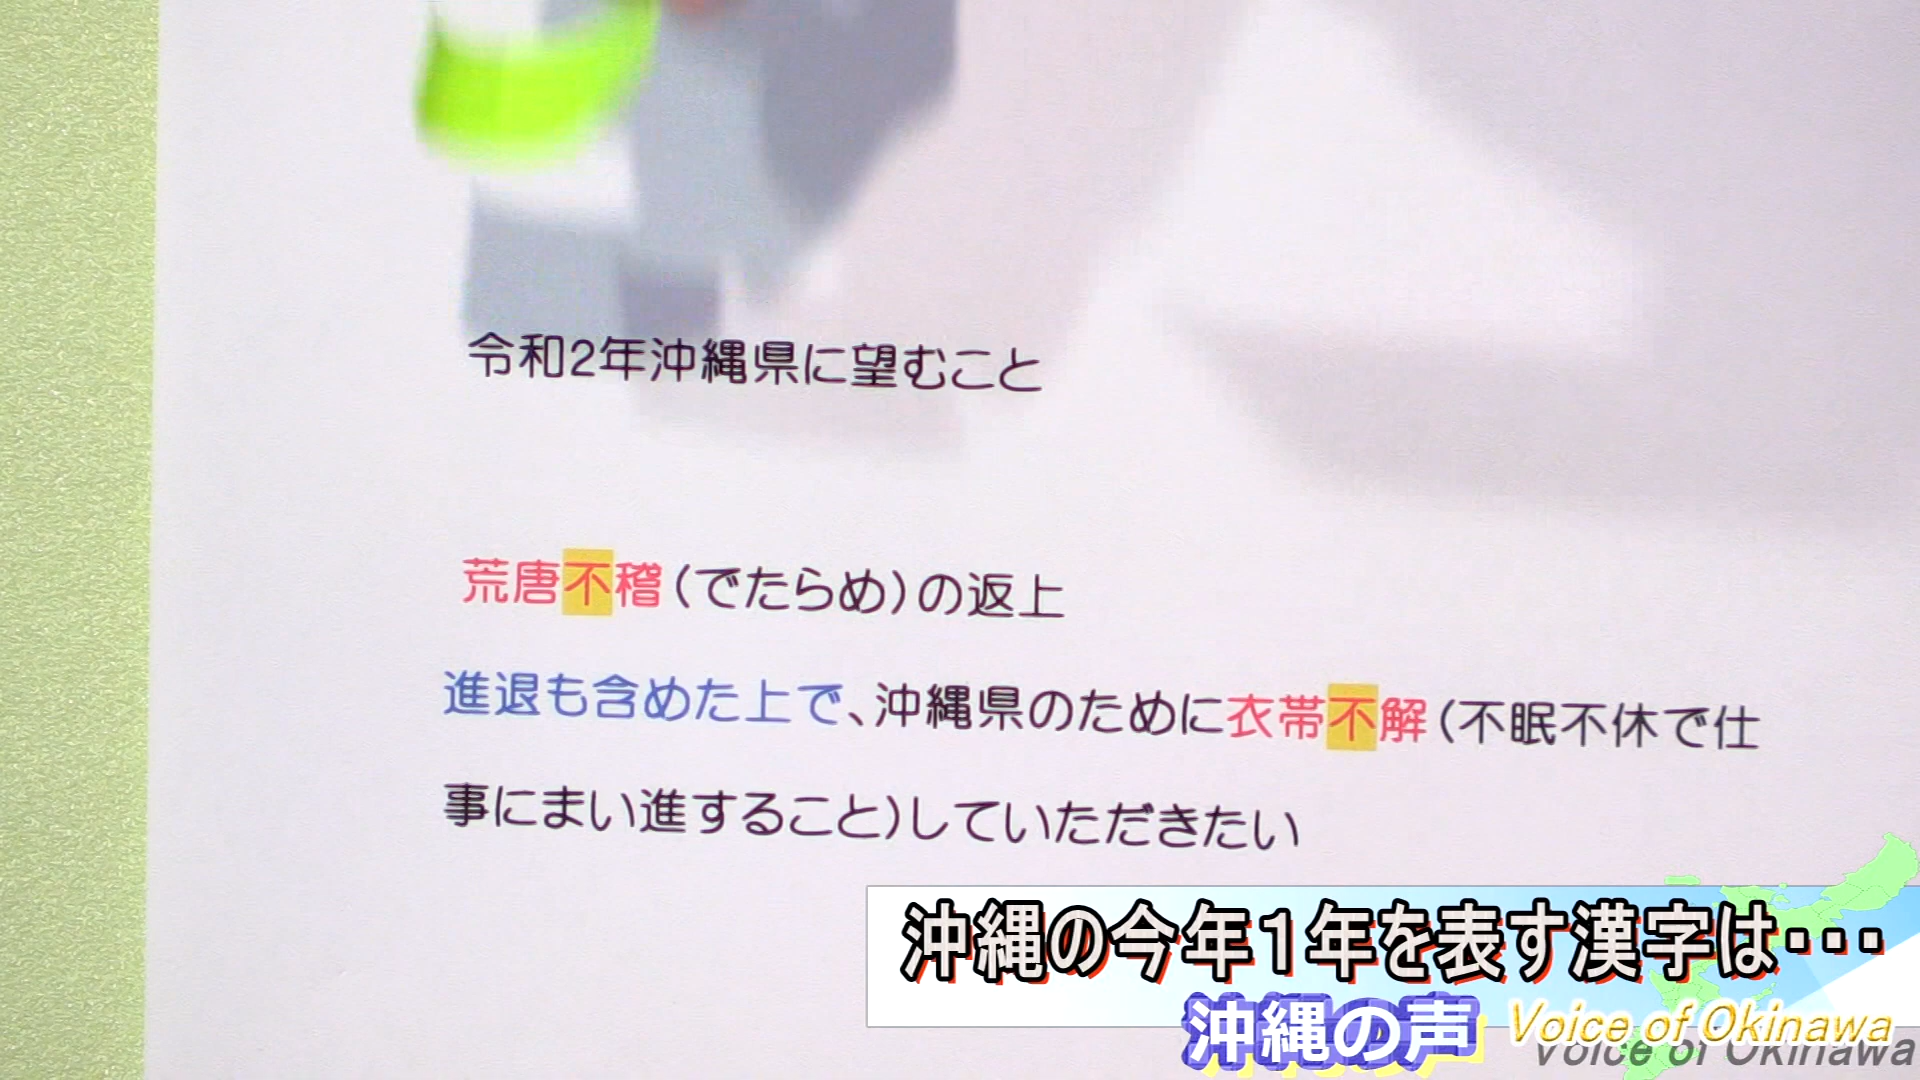 令和2年沖縄県に望むこと
荒唐不稽(でたらめ)の返上
進退も含めた上で、沖縄県のために衣帯不解(不眠不休で仕
事にまい進すること)していただきたい
沖縄の今年1年を表す漢字は・・・
沖縄の声 Voice of Okinawa
Voice of Okinawa